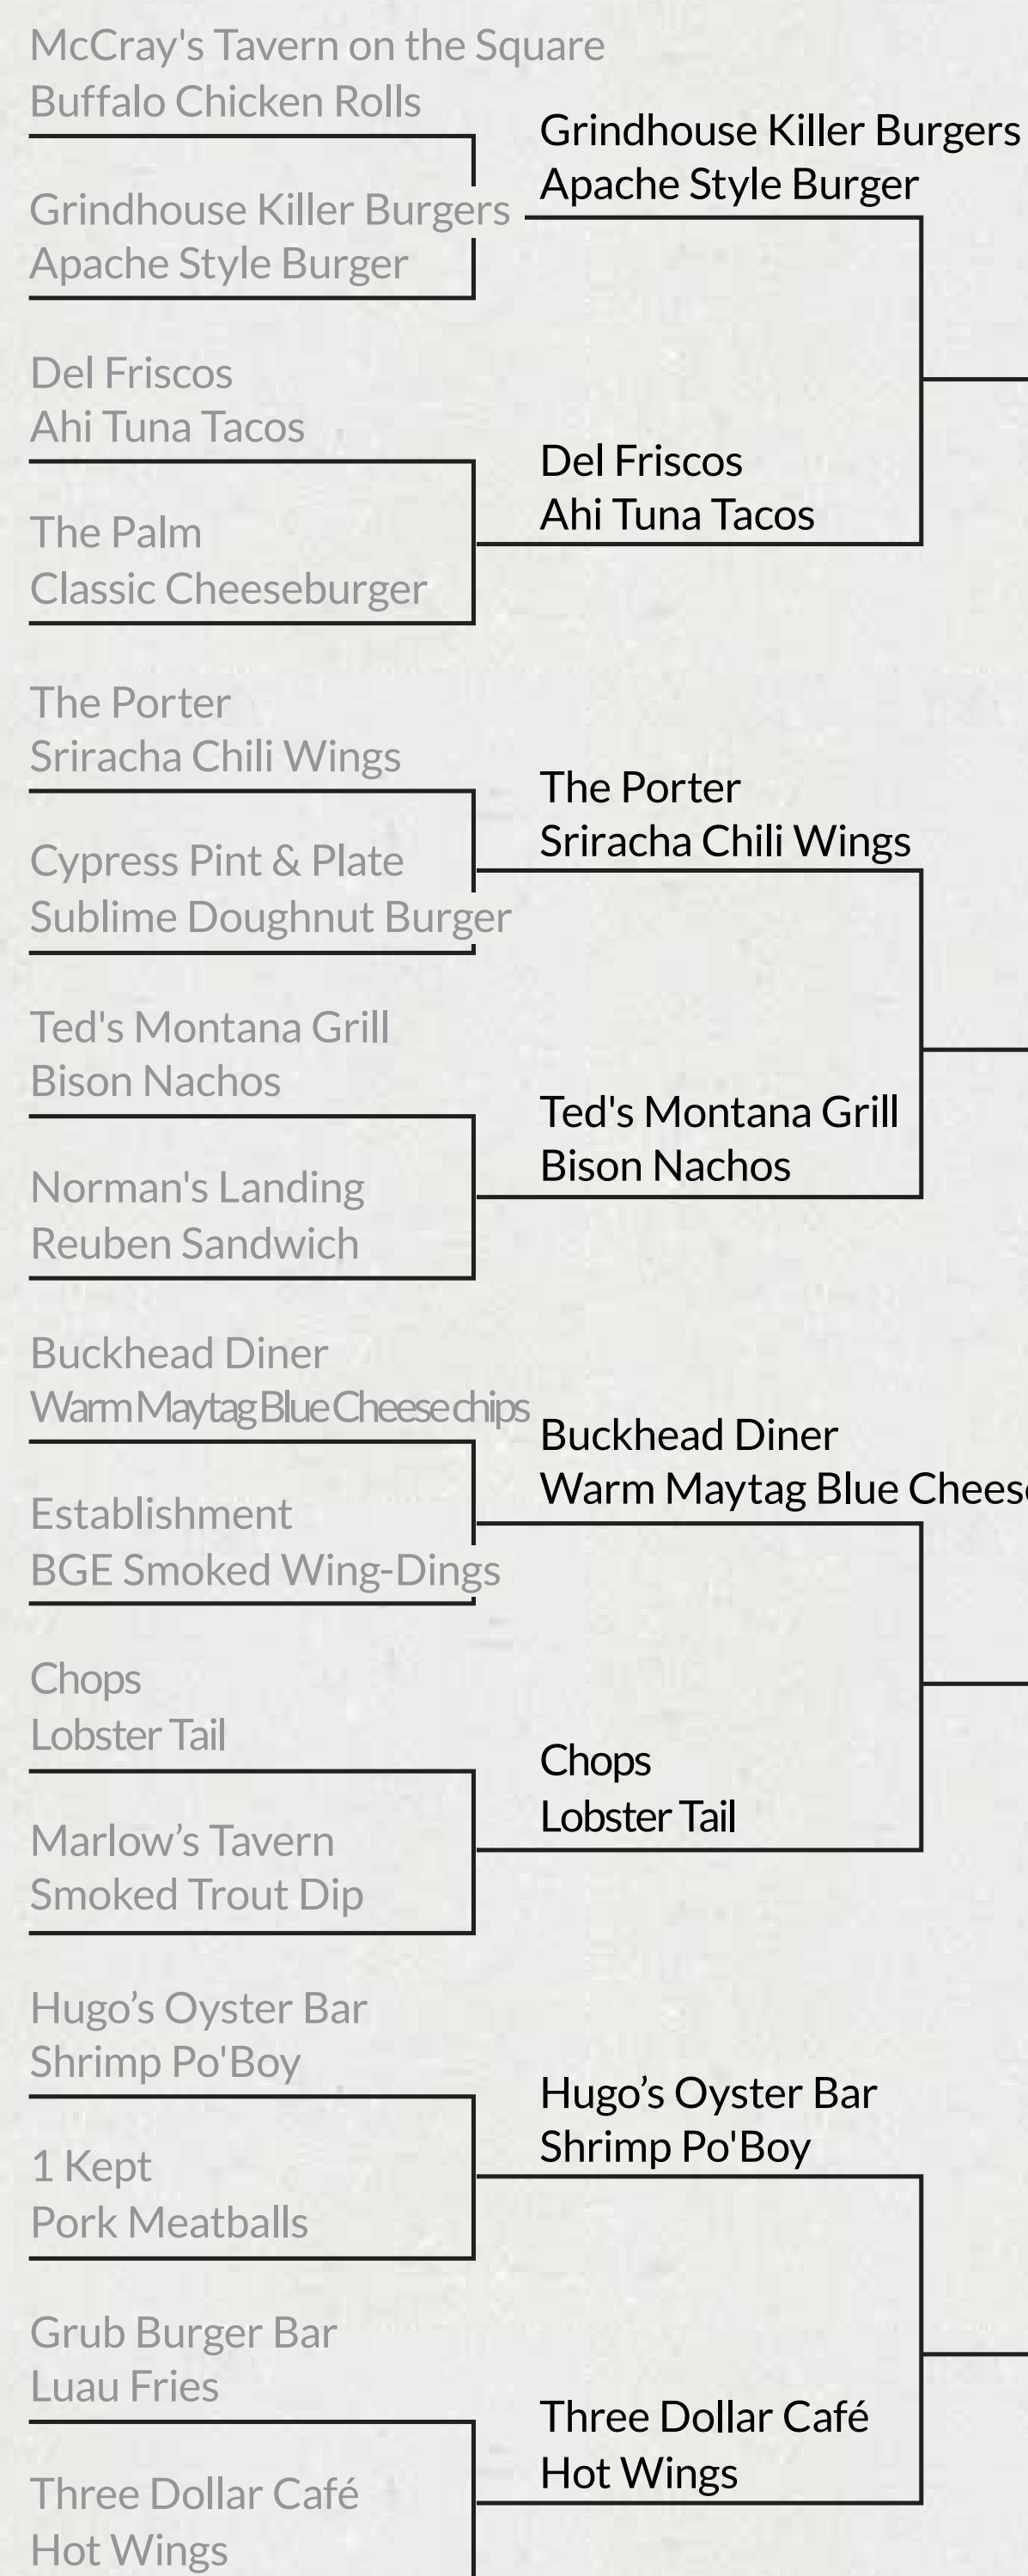 McCray's Tavern on the Square
Buffalo Chicken Rolls
Grindhouse Killer Burgers
Apache Style Burger
Del Friscos
Ahi Tuna Tacos
The Palm
Classic Cheeseburger
The Porter
Sriracha Chili Wings
Cypress Pint & Plate
Sublime Doughnut Burger
Ted's Montana Grill
Bison Nachos
Norman's Landing
Reuben Sandwich
Buckhead Diner
Warm Maytag Blue Cheese chips
Establishment
BGE Smoked Wing-Dings
Chops
Lobster Tail
Marlow’s Tavern
Smoked Trout Dip
Hugo’s Oyster Bar
Shrimp Po'Boy
1 Kept
Pork Meatballs
Grub Burger Bar
Luau Fries
Three Dollar Café
Hot Wings
Grindhouse Killer Burgers
Apache Style Burger
Del Friscos
Ahi Tuna Tacos
The Porter
Sriracha Chili Wings
Ted's Montana Grill
Bison Nachos
Buckhead Diner
Warm Maytag Blue Cheese
Chops
Lobster Tail
Hugo’s Oyster Bar
Shrimp Po'Boy
Three Dollar Café
Hot Wings